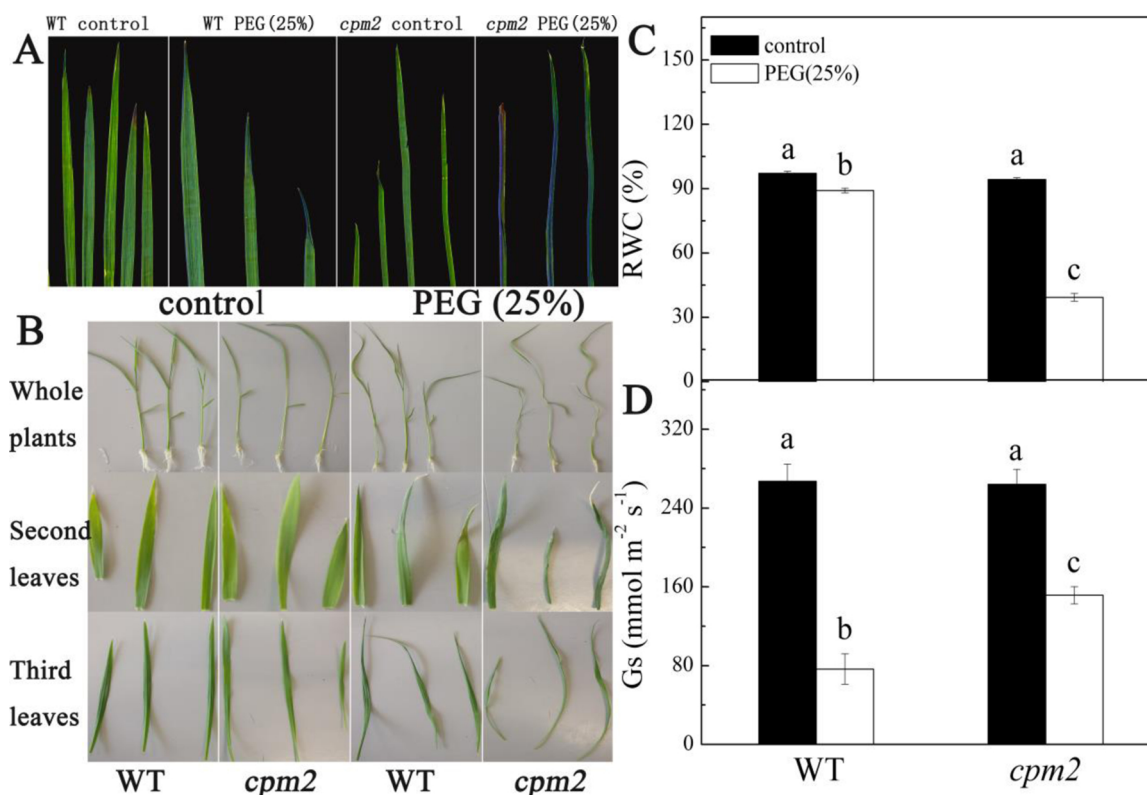 WT control WT PEG(25%) cpm2 control cpm2 PEG(25%)
A
control PEG (25%)
B
Whole
plants
Second
leaves
Third
leaves
WT cpm2 WT cpm2
C
control
PEG(25%)
RWC (%)
150
120
90
60
30
0
a b a c
D
Gs (mmol m⁻² s⁻¹)
320
240
160
80
0
a b a c
WT cpm2